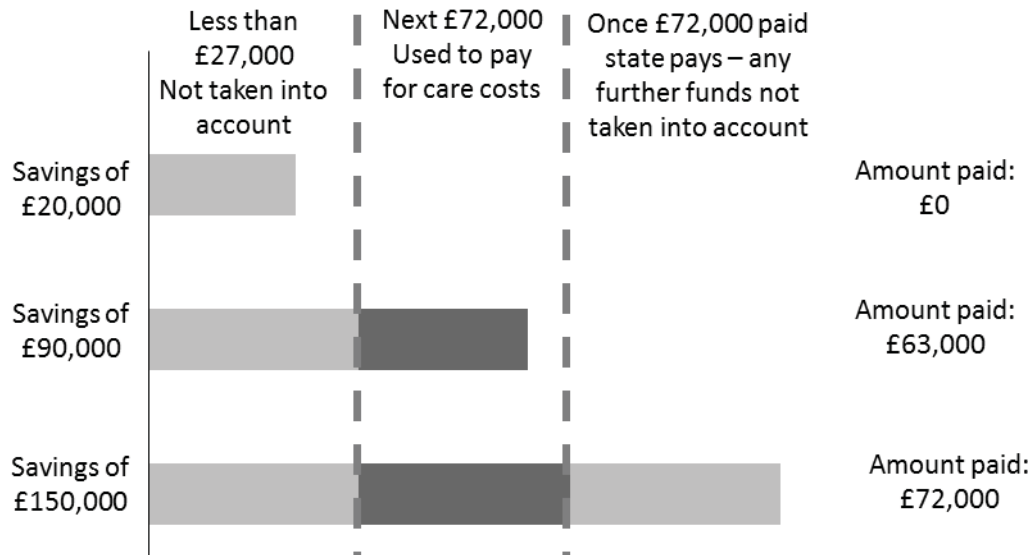 Less than
£27,000
Not taken into
account
Next £72,000
Used to pay
for care costs
Once £72,000 paid
state pays – any
further funds not
taken into account
Savings of
£20,000
Amount paid:
£0
Savings of
£90,000
Amount paid:
£63,000
Savings of
£150,000
Amount paid:
£72,000